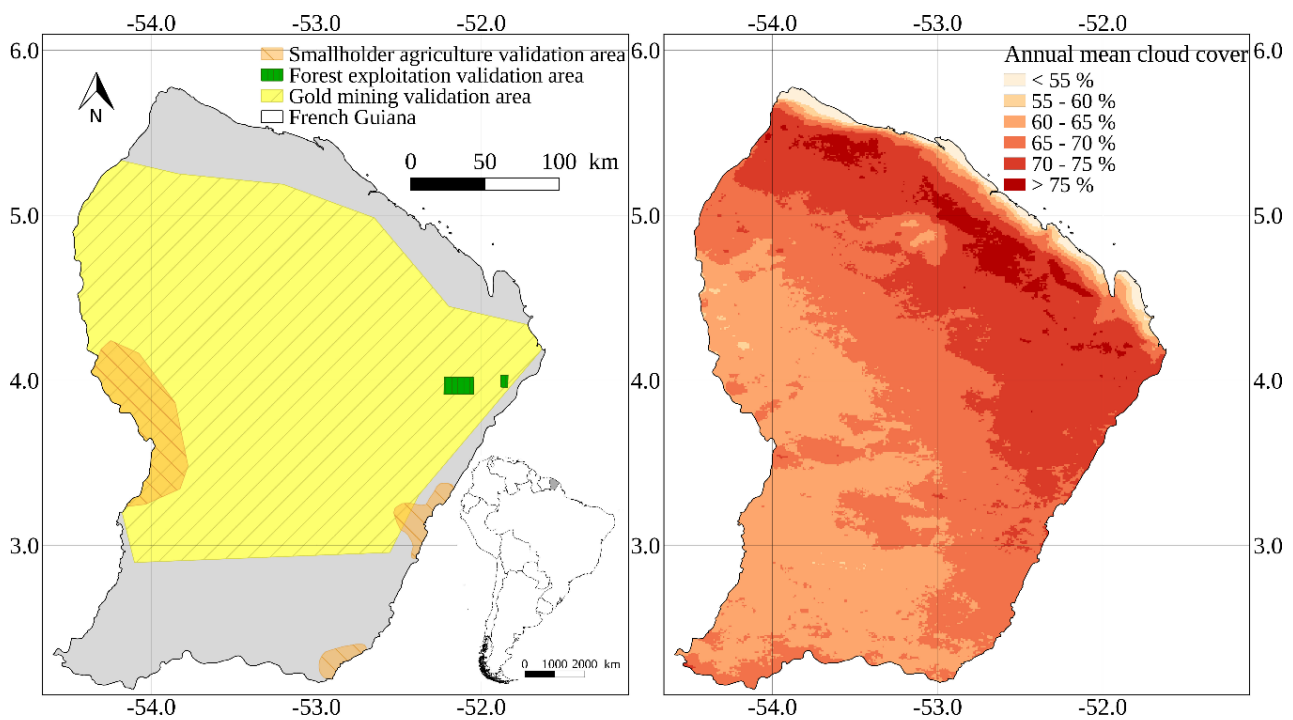 -54.0 -53.0 -52.0
6.0
Smallholder agriculture validation area
Forest exploitation validation area
Gold mining validation area
French Guiana
N
0 50 100 km
5.0
4.0
3.0
0 1000 2000 km
-54.0 -53.0 -52.0
-54.0 -53.0 -52.0
6.0 6.0
Annual mean cloud cover
< 55 %
55 - 60 %
60 - 65 %
65 - 70 %
70 - 75 %
> 75 %
5.0 5.0
4.0 4.0
3.0 3.0
-54.0 -53.0 -52.0